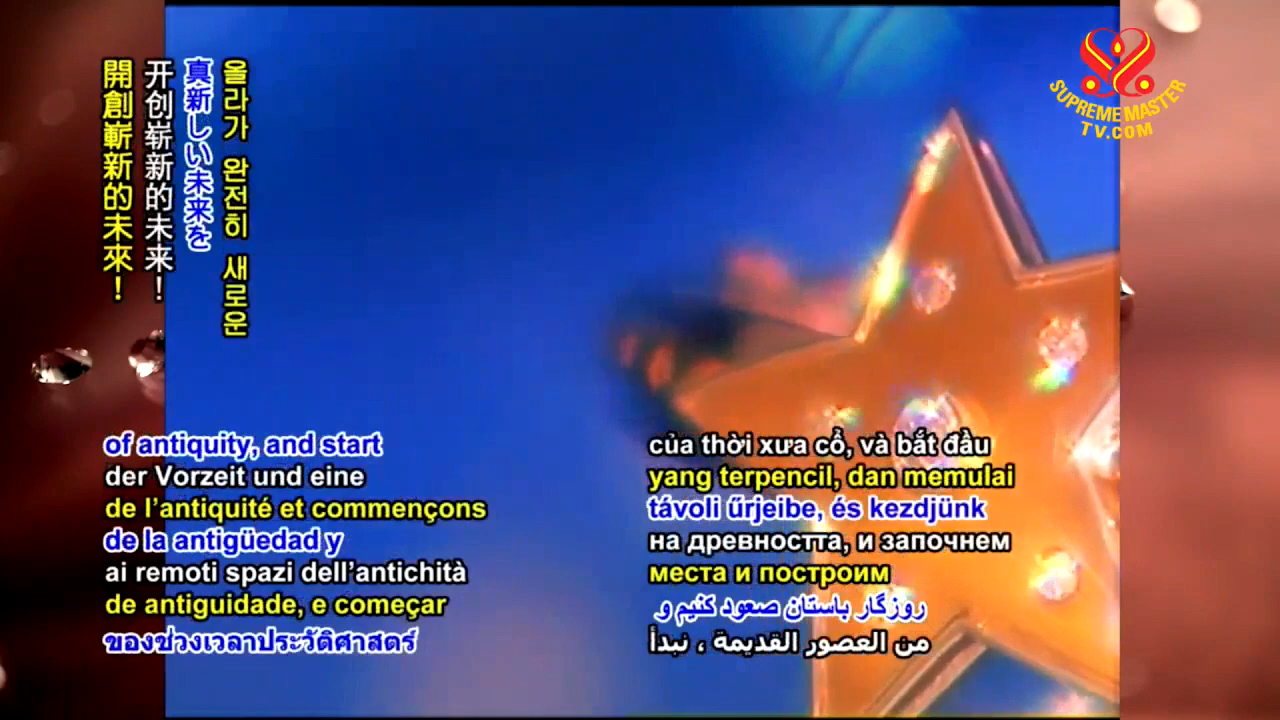 SUPREME MASTER
TV.COM
올라가 완전히 새로운
真新しい未来を
开创崭新的未来！
開創嶄新的未來！
of antiquity, and start
der Vorzeit und eine
de l’antiquité et commençons
de la antigüedad y
ai remoti spazi dell’antichità
de antiguidade, e começar
ของช่วงเวลาประวัติศาสตร์
của thời xưa cổ, và bắt đầu
yang terpencil, dan memulai
távoli űrjeibe, és kezdjünk
на древността, и започнем
места и построим
روزگار باستان صعود کنیم و
من العصور القديمة ، نبدأ